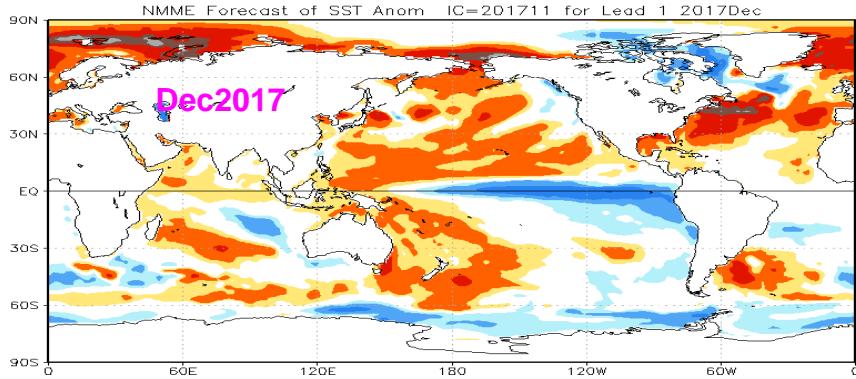 NMME Forecast of SST Anom IC=201711 for Lead 1 2017Dec
90N
60N
Dec2017
30N
EQ
30S
60S
90S
0 60E 120E 180 120W 60W 0